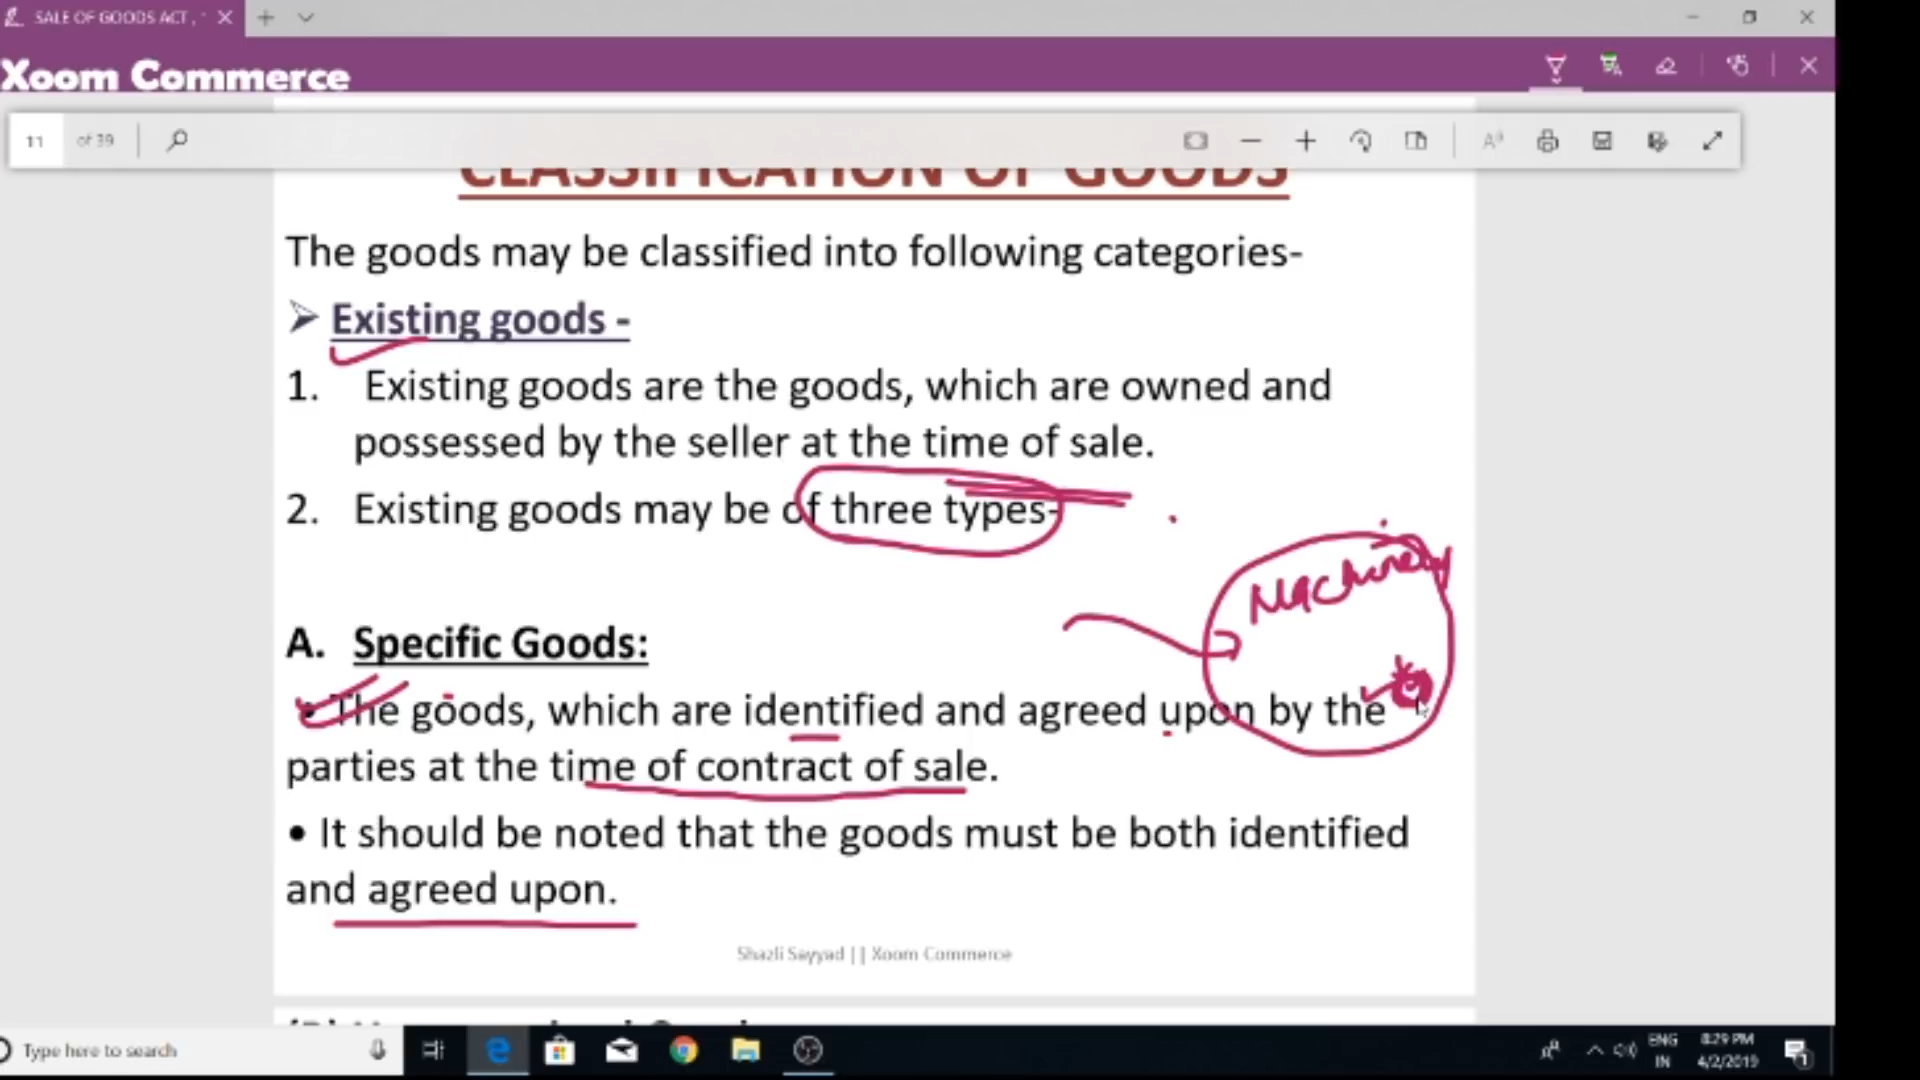 SALE OF GOODS ACT ,
Xoom Commerce
11 of 39
CLASSIFICATION OF GOODS
The goods may be classified into following categories-
➢ Existing goods -
1. Existing goods are the goods, which are owned and
possessed by the seller at the time of sale.
2. Existing goods may be of three types-
Machinery
A. Specific Goods:
• The goods, which are identified and agreed upon by the
parties at the time of contract of sale.
• It should be noted that the goods must be both identified
and agreed upon.
Shazli Sayyad || Xoom Commerce
Type here to search
ENG
IN
8:29 PM
4/2/2019